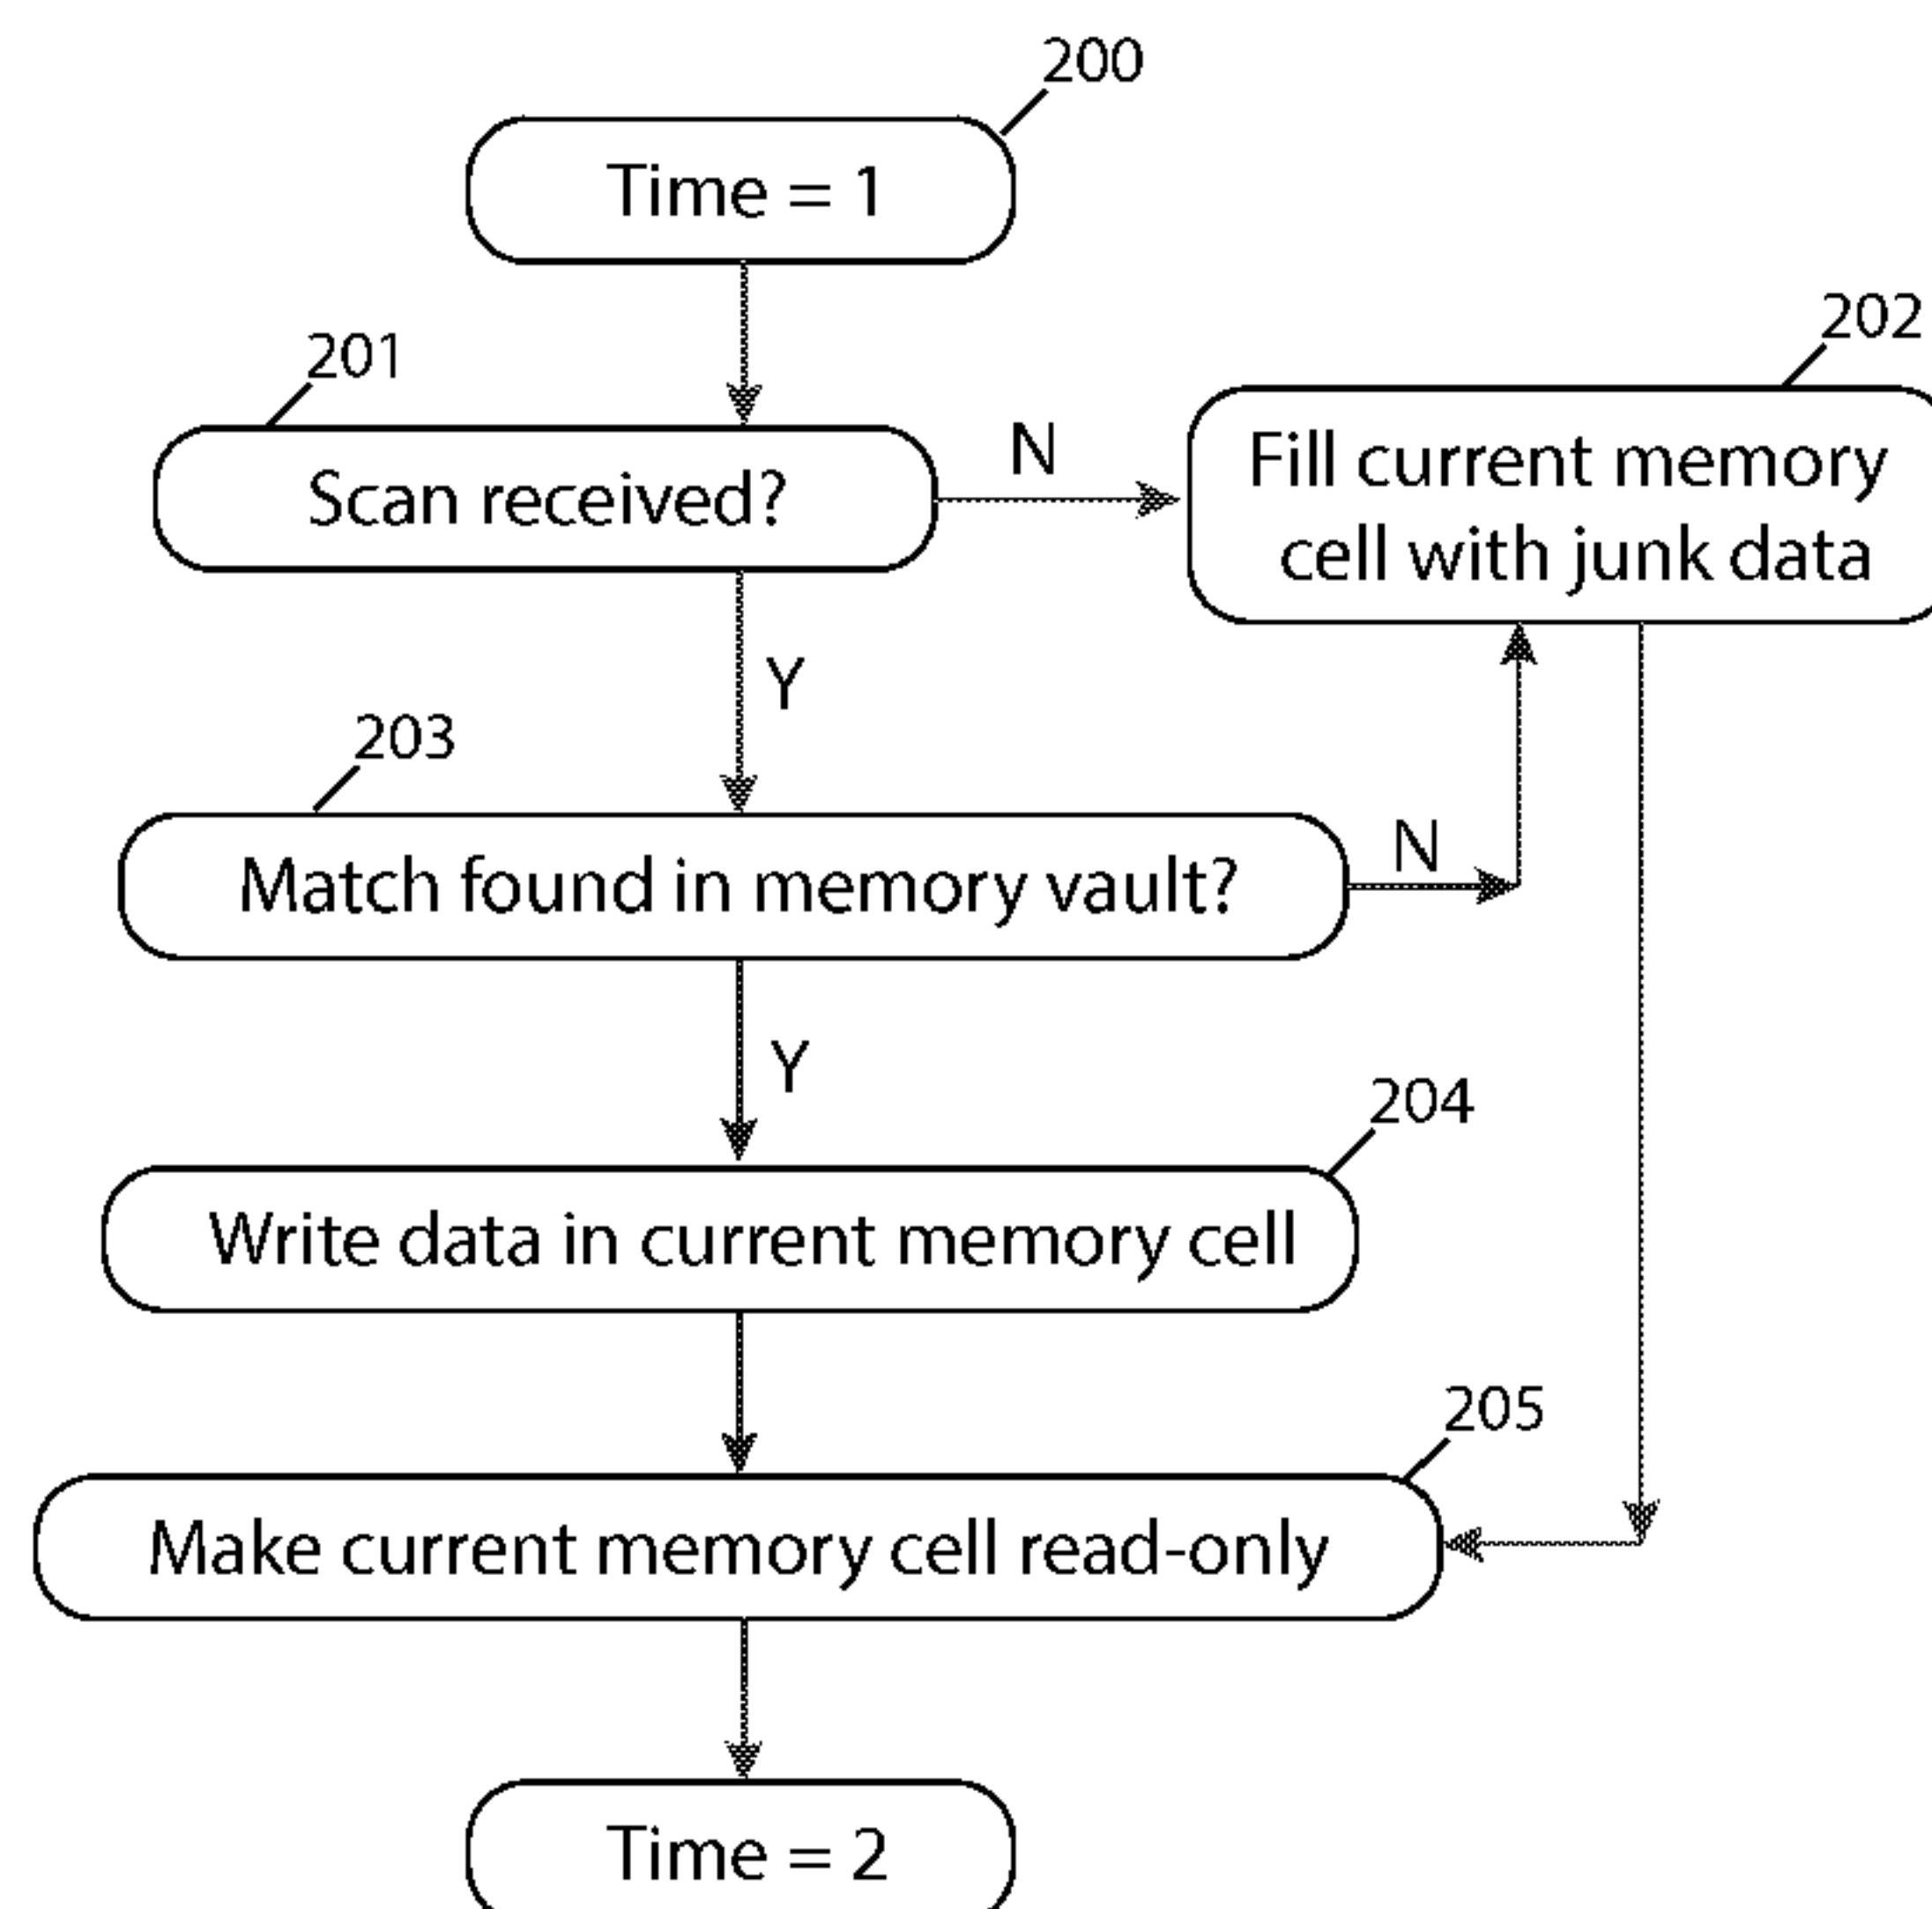 200
Time = 1
201
202
Scan received?
N
Fill current memory
cell with junk data
Y
203
Match found in memory vault?
N
Y
204
Write data in current memory cell
205
Make current memory cell read-only
Time = 2